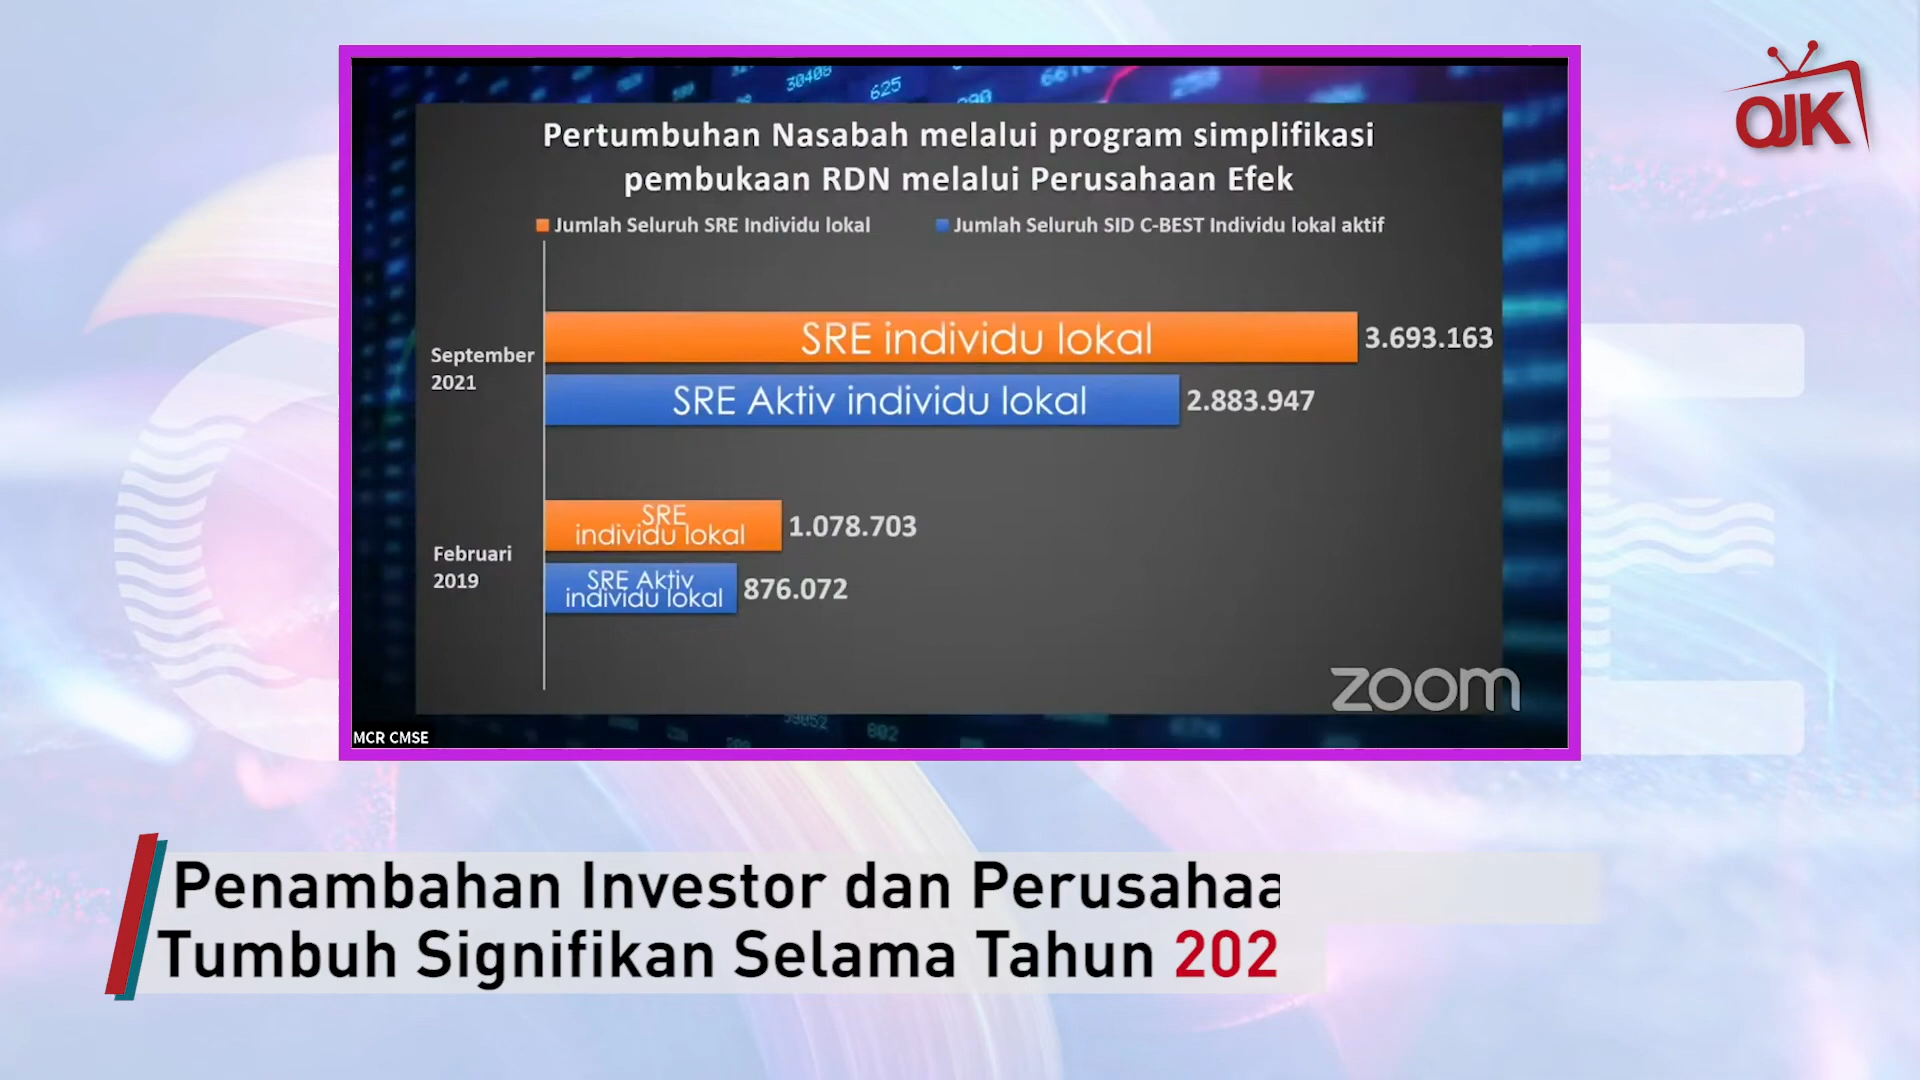 OJK
30408
625
Pertumbuhan Nasabah melalui program simplifikasi
pembukaan RDN melalui Perusahaan Efek
Jumlah Seluruh SRE Individu lokal
Jumlah Seluruh SID C-BEST Individu lokal aktif
September
2021
SRE individu lokal
3.693.163
SRE Aktiv individu lokal
2.883.947
Februari
2019
SRE
individu lokal
1.078.703
SRE Aktiv
individu lokal
876.072
zoom
MCR CMSE
Penambahan Investor dan Perusahaa
Tumbuh Signifikan Selama Tahun 202